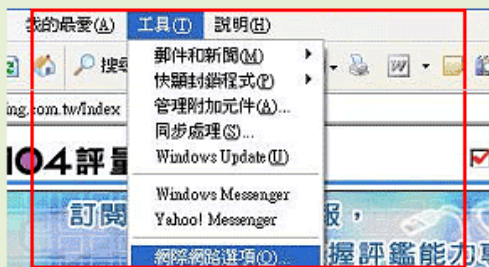 我的最愛(A) 工具(T) 說明(H)
郵件和新聞(M)
搜尋 快顯封鎖程式(P)
ing.com.tw/Index 管理附加元件(A)...
同步處理(S)...
104評量 Windows Update(U)
Windows Messenger
訂閱 報，
Yahoo! Messenger
網際網路選項(O)... 握評鑑能力專